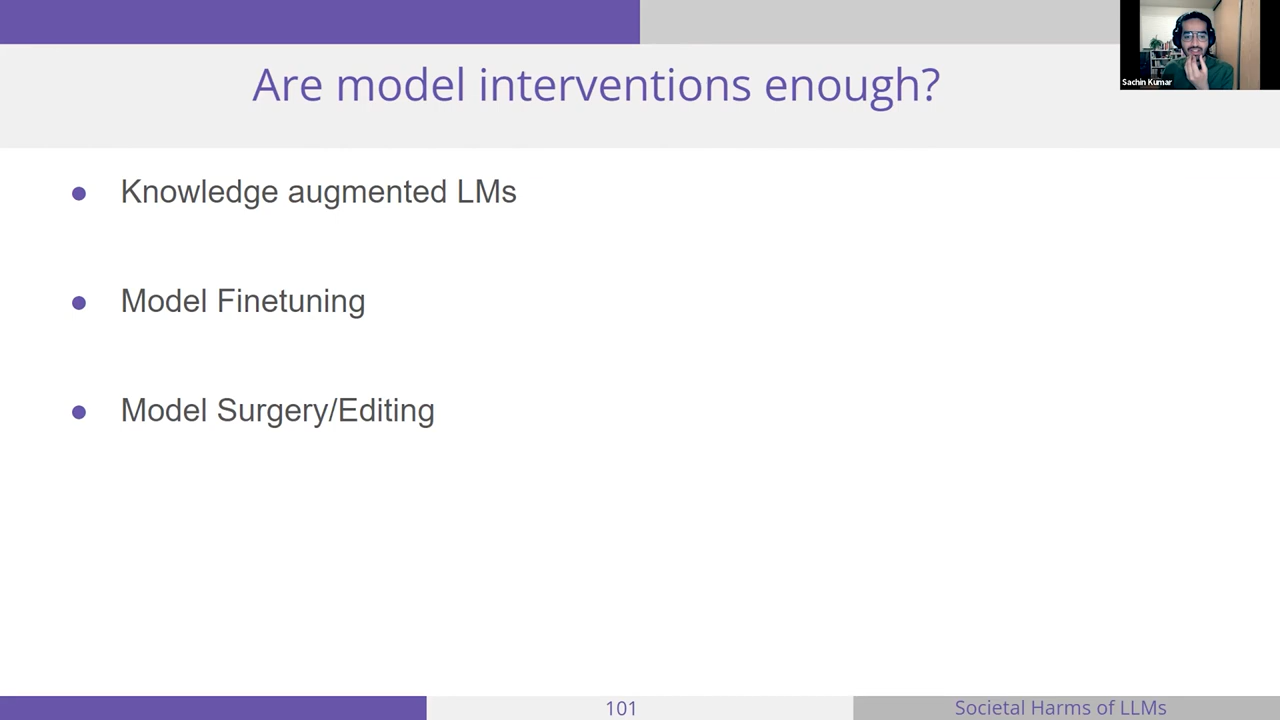 Are model interventions enough?
Sachin Kumar
● Knowledge augmented LMs
● Model Finetuning
● Model Surgery/Editing
101
Societal Harms of LLMs